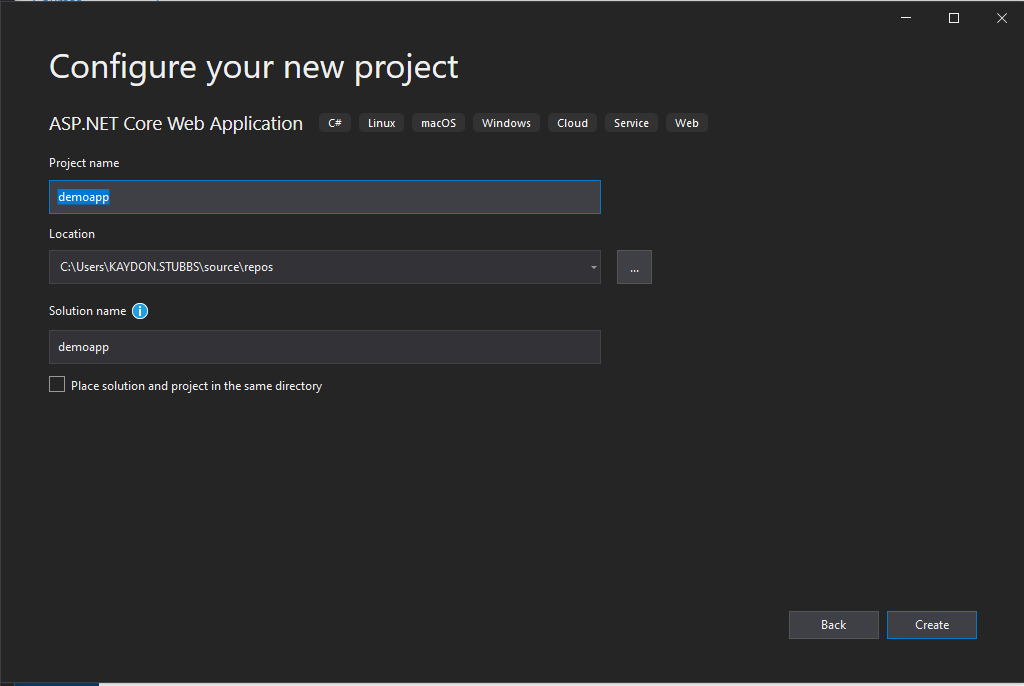 Configure your new project
ASP.NET Core Web Application C# Linux macOS Windows Cloud Service Web
Project name
demoapp
Location
C:\Users\KAYDON.STUBBS\source\repos
...
Solution name i
demoapp
Place solution and project in the same directory
Back Create